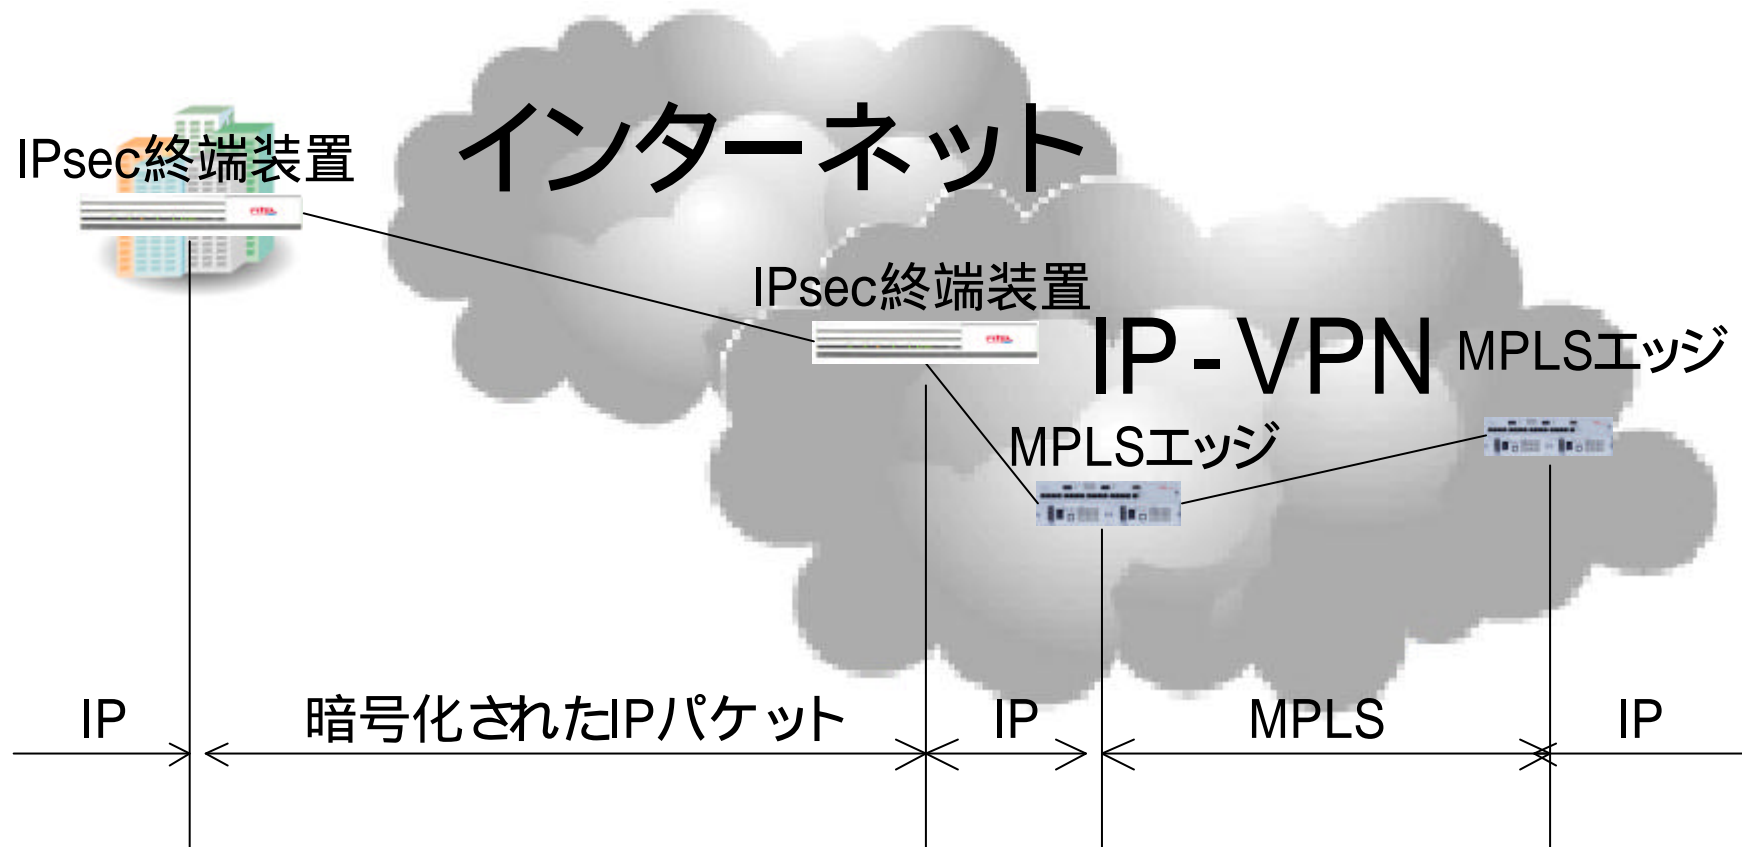 インターネット
IPsec終端装置
IPsec終端装置
IP-VPN
MPLSエッジ
MPLSエッジ
IP
暗号化されたIPパケット
IP
MPLS
IP